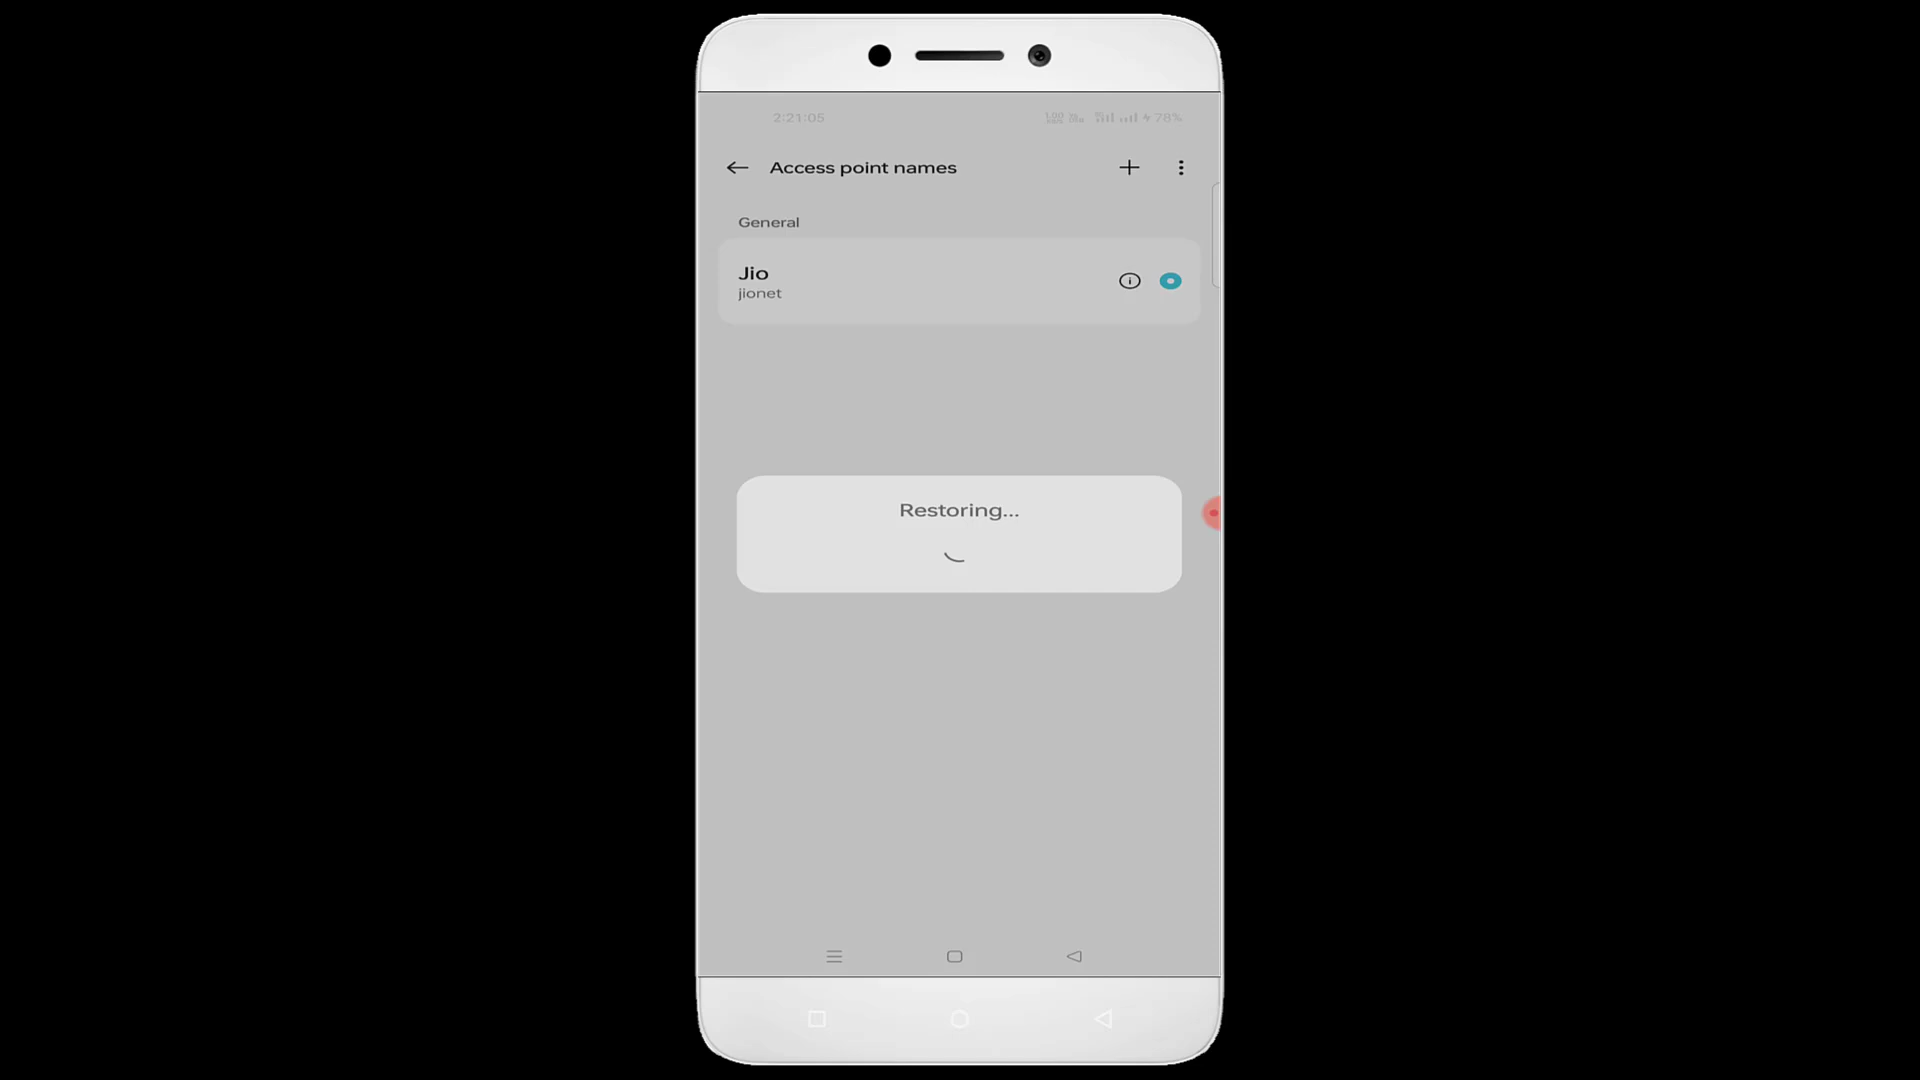 2:21:05
78%
Access point names
General
Jio
jionet
Restoring...